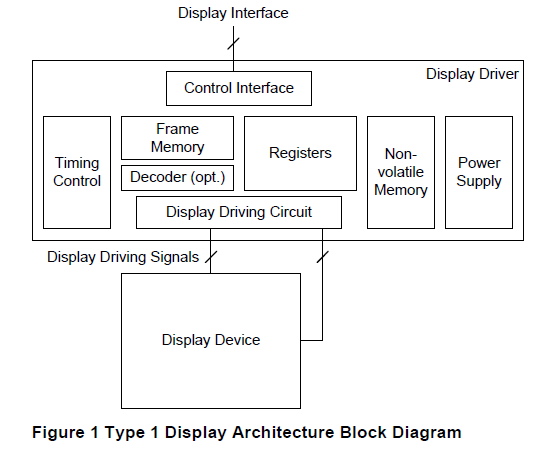 Display Interface
Display Driver
Control Interface
Timing
Control
Frame
Memory
Decoder (opt.)
Registers
Non-
volatile
Memory
Power
Supply
Display Driving Circuit
Display Driving Signals
Display Device
Figure 1 Type 1 Display Architecture Block Diagram